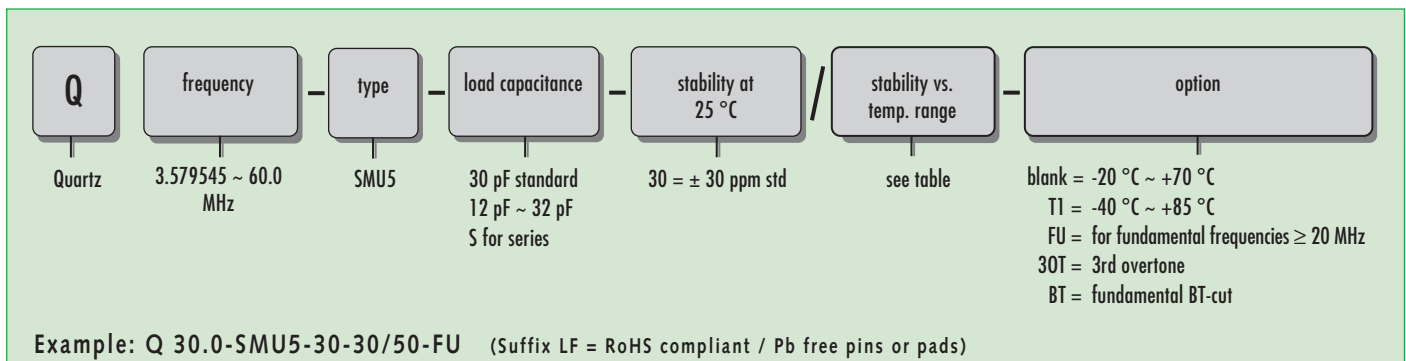 Q
frequency
–
type
–
load capacitance
–
stability at
25 °C
/
stability vs.
temp. range
–
option
Quartz
3.579545 ~ 60.0
MHz
SMU5
30 pF standard
12 pF ~ 32 pF
S for series
30 = ± 30 ppm std
see table
blank = -20 °C ~ +70 °C
T1 = -40 °C ~ +85 °C
FU = for fundamental frequencies ≥ 20 MHz
3OT = 3rd overtone
BT = fundamental BT-cut
Example: Q 30.0-SMU5-30-30/50-FU (Suffix LF = RoHS compliant / Pb free pins or pads)